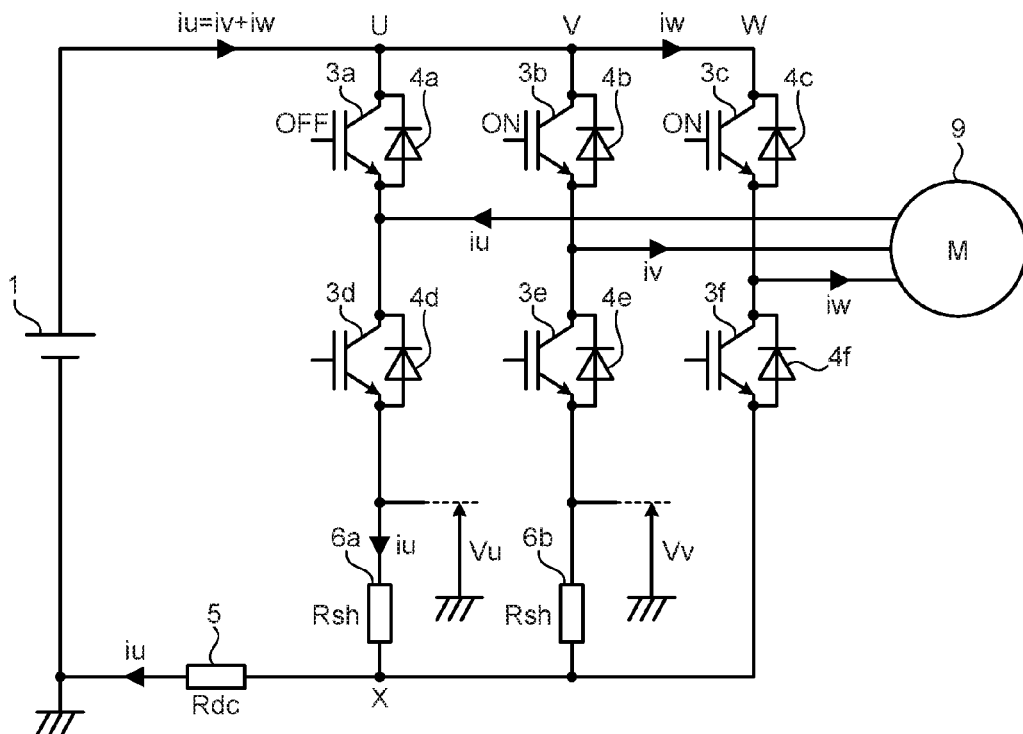 iu=iv+iw
U
V
iw
W
3a
4a
3b
4b
3c
4c
OFF
ON
ON
9
M
iu
iv
iw
1
3d
4d
3e
4e
3f
4f
6a
iu
Vu
6b
Vv
Rsh
Rsh
5
iu
Rdc
X